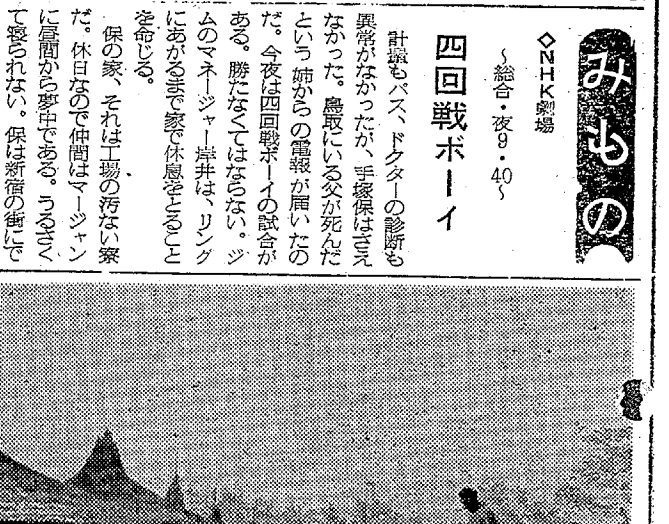 みもの
◇NHK劇場
～総合・夜9・40～
四回戦ボーイ
計量もパス、ドクターの診断も
異常がなかったが、手塚保はさえ
なかった。鳥取にいる父が死んだ
という姉からの電報が届いたの
だ。今夜は四回戦ボーイの試合が
ある。勝たなくてはならない。ジ
ムのマネージャー岸井は、リング
にあがるまで家で休息をとること
を命じる。
保の家、それは工場の汚ない寮
だ。休日なので仲間はマージャン
に昼間から夢中である。うるさく
て寝られない。保は新宿の街にで